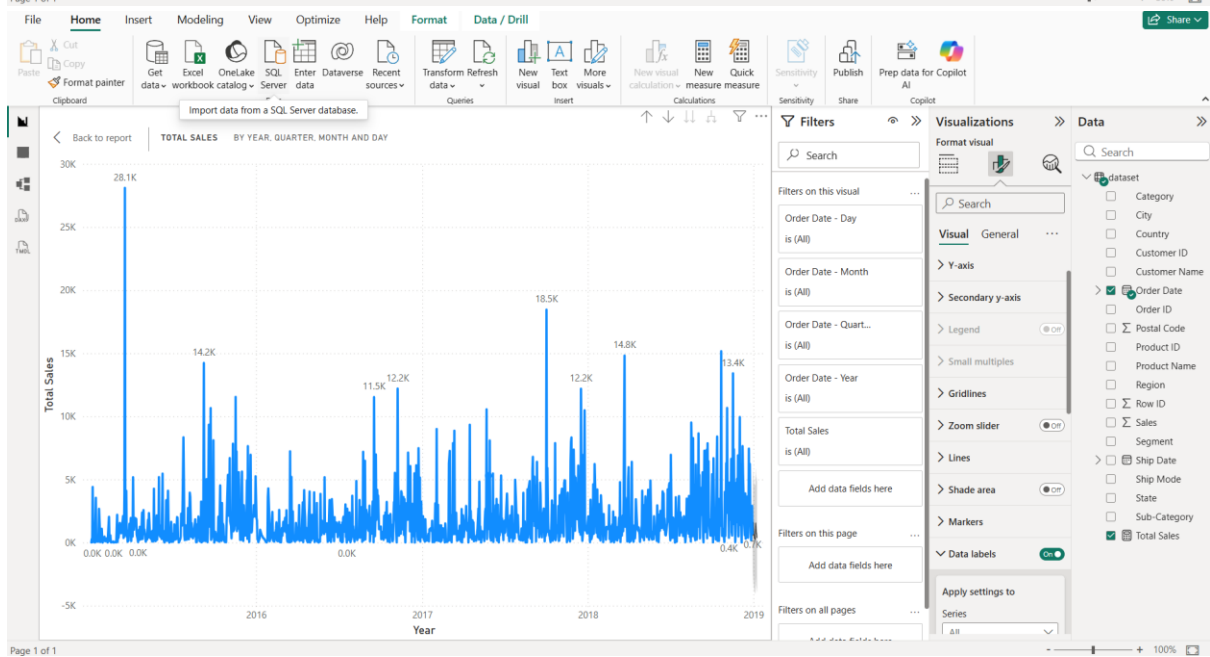 Page 1 of 1
File Home Insert Modeling View Optimize Help Format Data / Drill Share
Paste
Cut
Copy
Format painter
Clipboard
Get data
Excel workbook
OneLake catalog
SQL Server
Enter data
Dataverse
Recent sources
Transform data
Refresh
Queries
New visual
Text box
More visuals
Insert
New visual calculation
New measure
Quick measure
Calculations
Sensitivity
Sensitivity
Publish
Share
Prep data for AI
Copilot
Copilot
Import data from a SQL Server database.
Back to report
TOTAL SALES BY YEAR, QUARTER, MONTH AND DAY
30K
28.1K
25K
20K
18.5K
15K
14.2K
14.8K
13.4K
11.5K
12.2K
12.2K
10K
5K
0K
0.0K 0.0K 0.0K
0.0K
0.4K
0.7K
-5K
Total Sales
2016 2017 2018 2019
Year
Filters
Search
Filters on this visual ...
Order Date - Day
is (All)
Order Date - Month
is (All)
Order Date - Quart...
is (All)
Order Date - Year
is (All)
Total Sales
is (All)
Add data fields here
Filters on this page ...
Add data fields here
Filters on all pages ...
Add data fields here
Visualizations
Format visual
Search
Visual General ...
Y-axis
Secondary y-axis
Legend Off
Small multiples
Gridlines
Zoom slider Off
Lines
Shade area Off
Markers
Data labels On
Apply settings to
Series
All
Data
Search
dataset
Category
City
Country
Customer ID
Customer Name
Order Date
Order ID
Postal Code
Product ID
Product Name
Region
Row ID
Sales
Segment
Ship Date
Ship Mode
State
Sub-Category
Total Sales
Page 1 of 1
100%